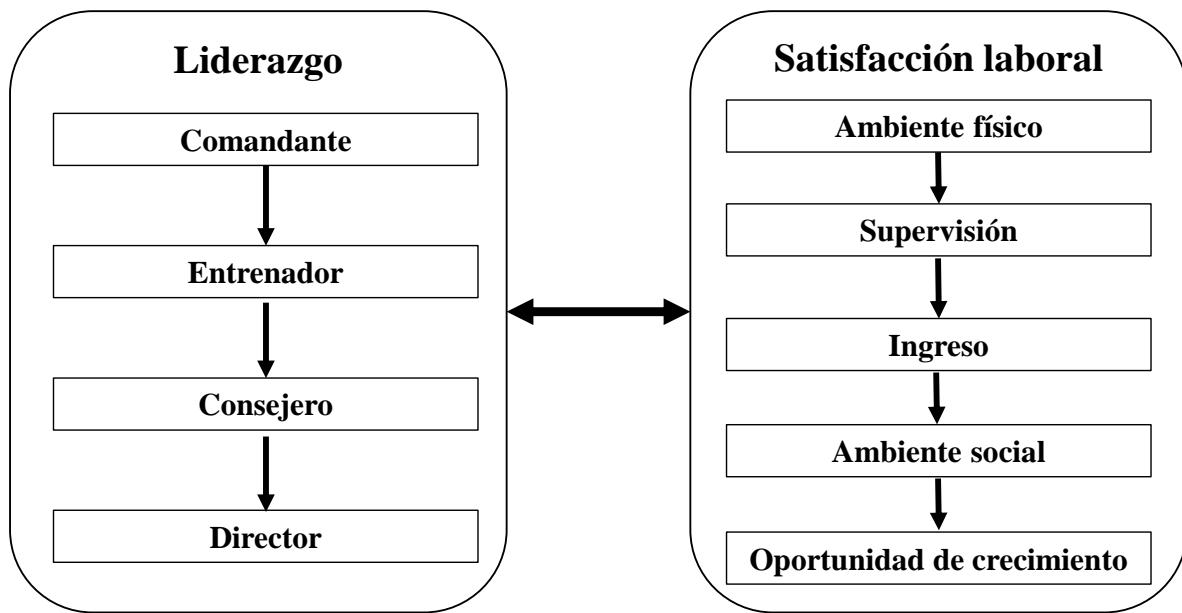 Liderazgo
Comandante
Entrenador
Consejero
Director
Satisfacción laboral
Ambiente físico
Supervisión
Ingreso
Ambiente social
Oportunidad de crecimiento